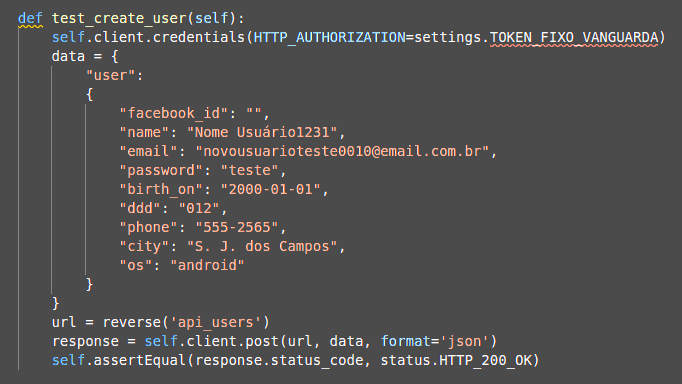 def test_create_user(self):
    self.client.credentials(HTTP_AUTHORIZATION=settings.TOKEN_FIXO_VANGUARDA)
    data = {
        "user":
        {
            "facebook_id": "",
            "name": "Nome Usuário1231",
            "email": "novousuarioteste0010@email.com.br",
            "password": "teste",
            "birth_on": "2000-01-01",
            "ddd": "012",
            "phone": "555-2565",
            "city": "S. J. dos Campos",
            "os": "android"
        }
    }
    url = reverse('api_users')
    response = self.client.post(url, data, format='json')
    self.assertEqual(response.status_code, status.HTTP_200_OK)